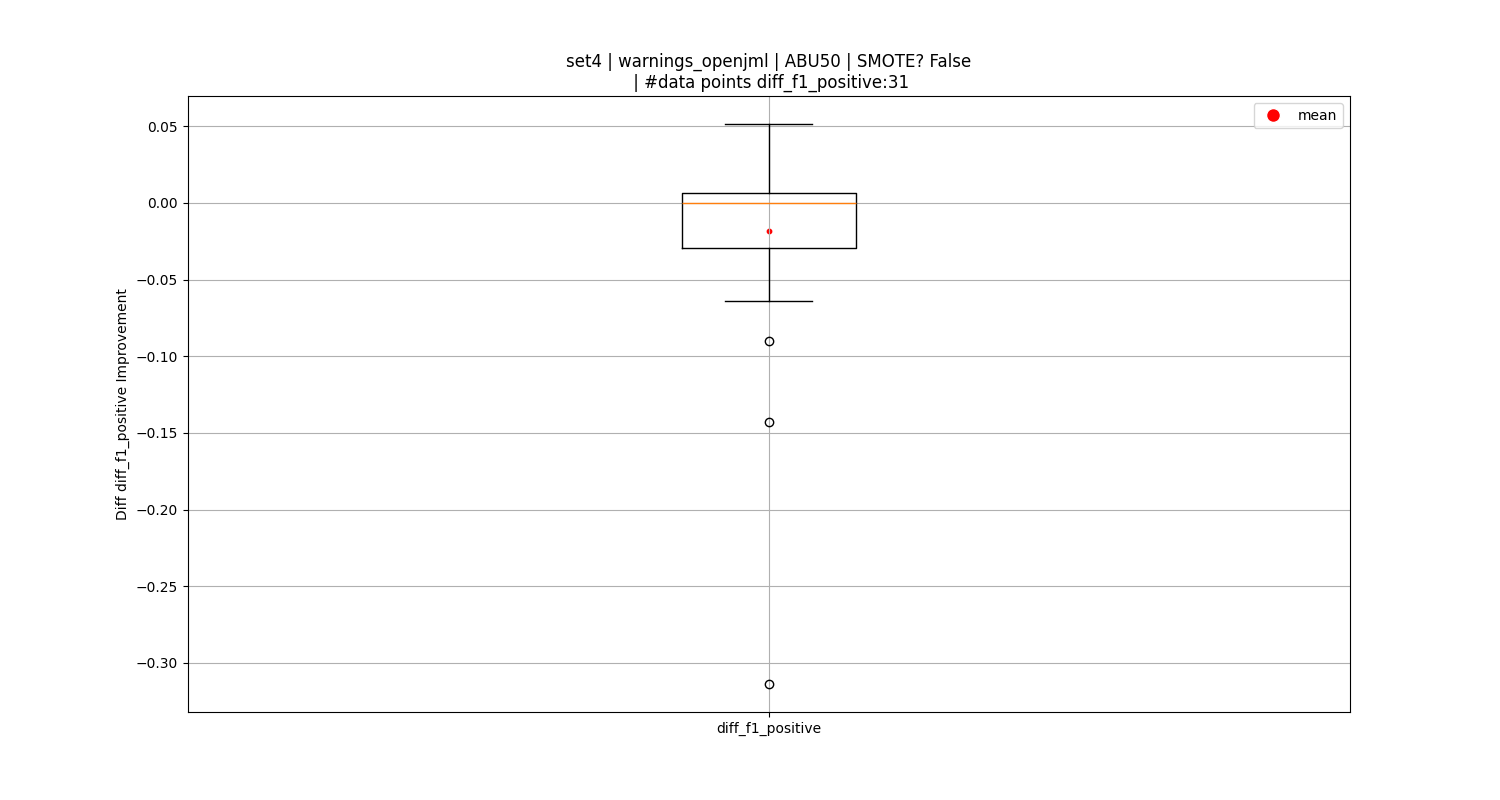 set4 | warnings_openjml | ABU50 | SMOTE? False
| #data points diff_f1_positive:31
mean
0.05
0.00
−0.05
−0.10
−0.15
−0.20
−0.25
−0.30
Diff diff_f1_positive Improvement
diff_f1_positive